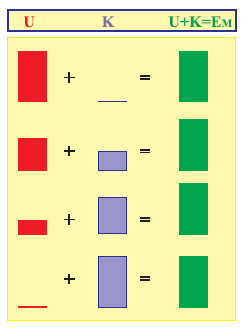 U K U+K=EM
+ =
+ =
+ =
+ =